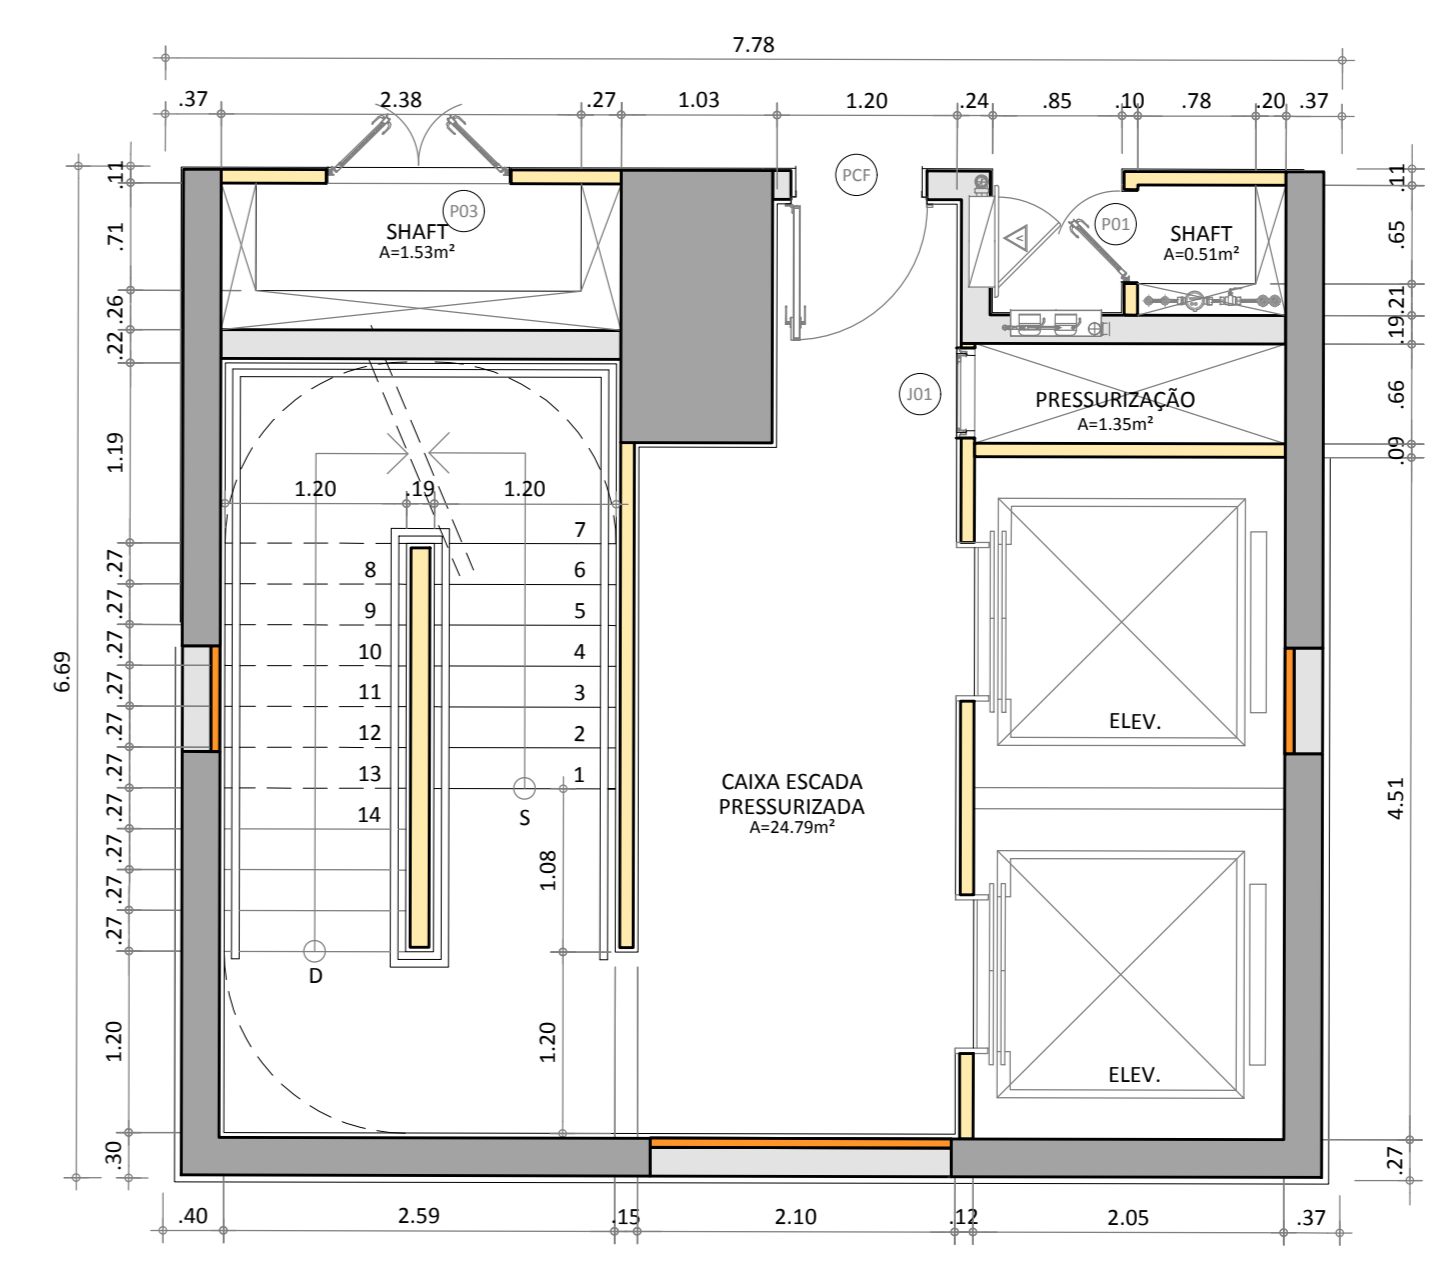 7.78
.37 2.38 .27 1.03 1.20 .24 .85 .10 .78 .20 .37
.11
.71
.26
.22
1.19
.27
.27
.27
.27
.27
.27
.27
.27
.27
.27
1.20
.30
6.69
P03
SHAFT
A=1.53m²
PCF
P01
SHAFT
A=0.51m²
J01
PRESSURIZAÇÃO
A=1.35m²
1.20 .19 1.20
7
8 6
9 5
10 4
11 3
12 2
13 1
14
S
D
1.08
1.20
CAIXA ESCADA
PRESSURIZADA
A=24.79m²
ELEV.
ELEV.
.11
.65
.21
.19
.66
.09
4.51
.27
.40 2.59 .15 2.10 .12 2.05 .37